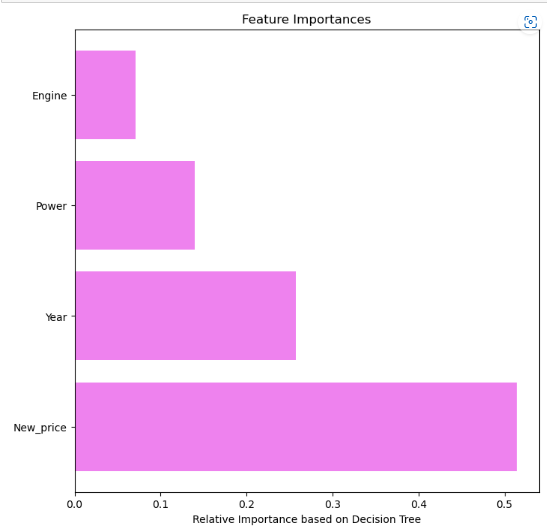 Feature Importances
Engine
Power
Year
New_price
0.0 0.1 0.2 0.3 0.4 0.5
Relative Importance based on Decision Tree